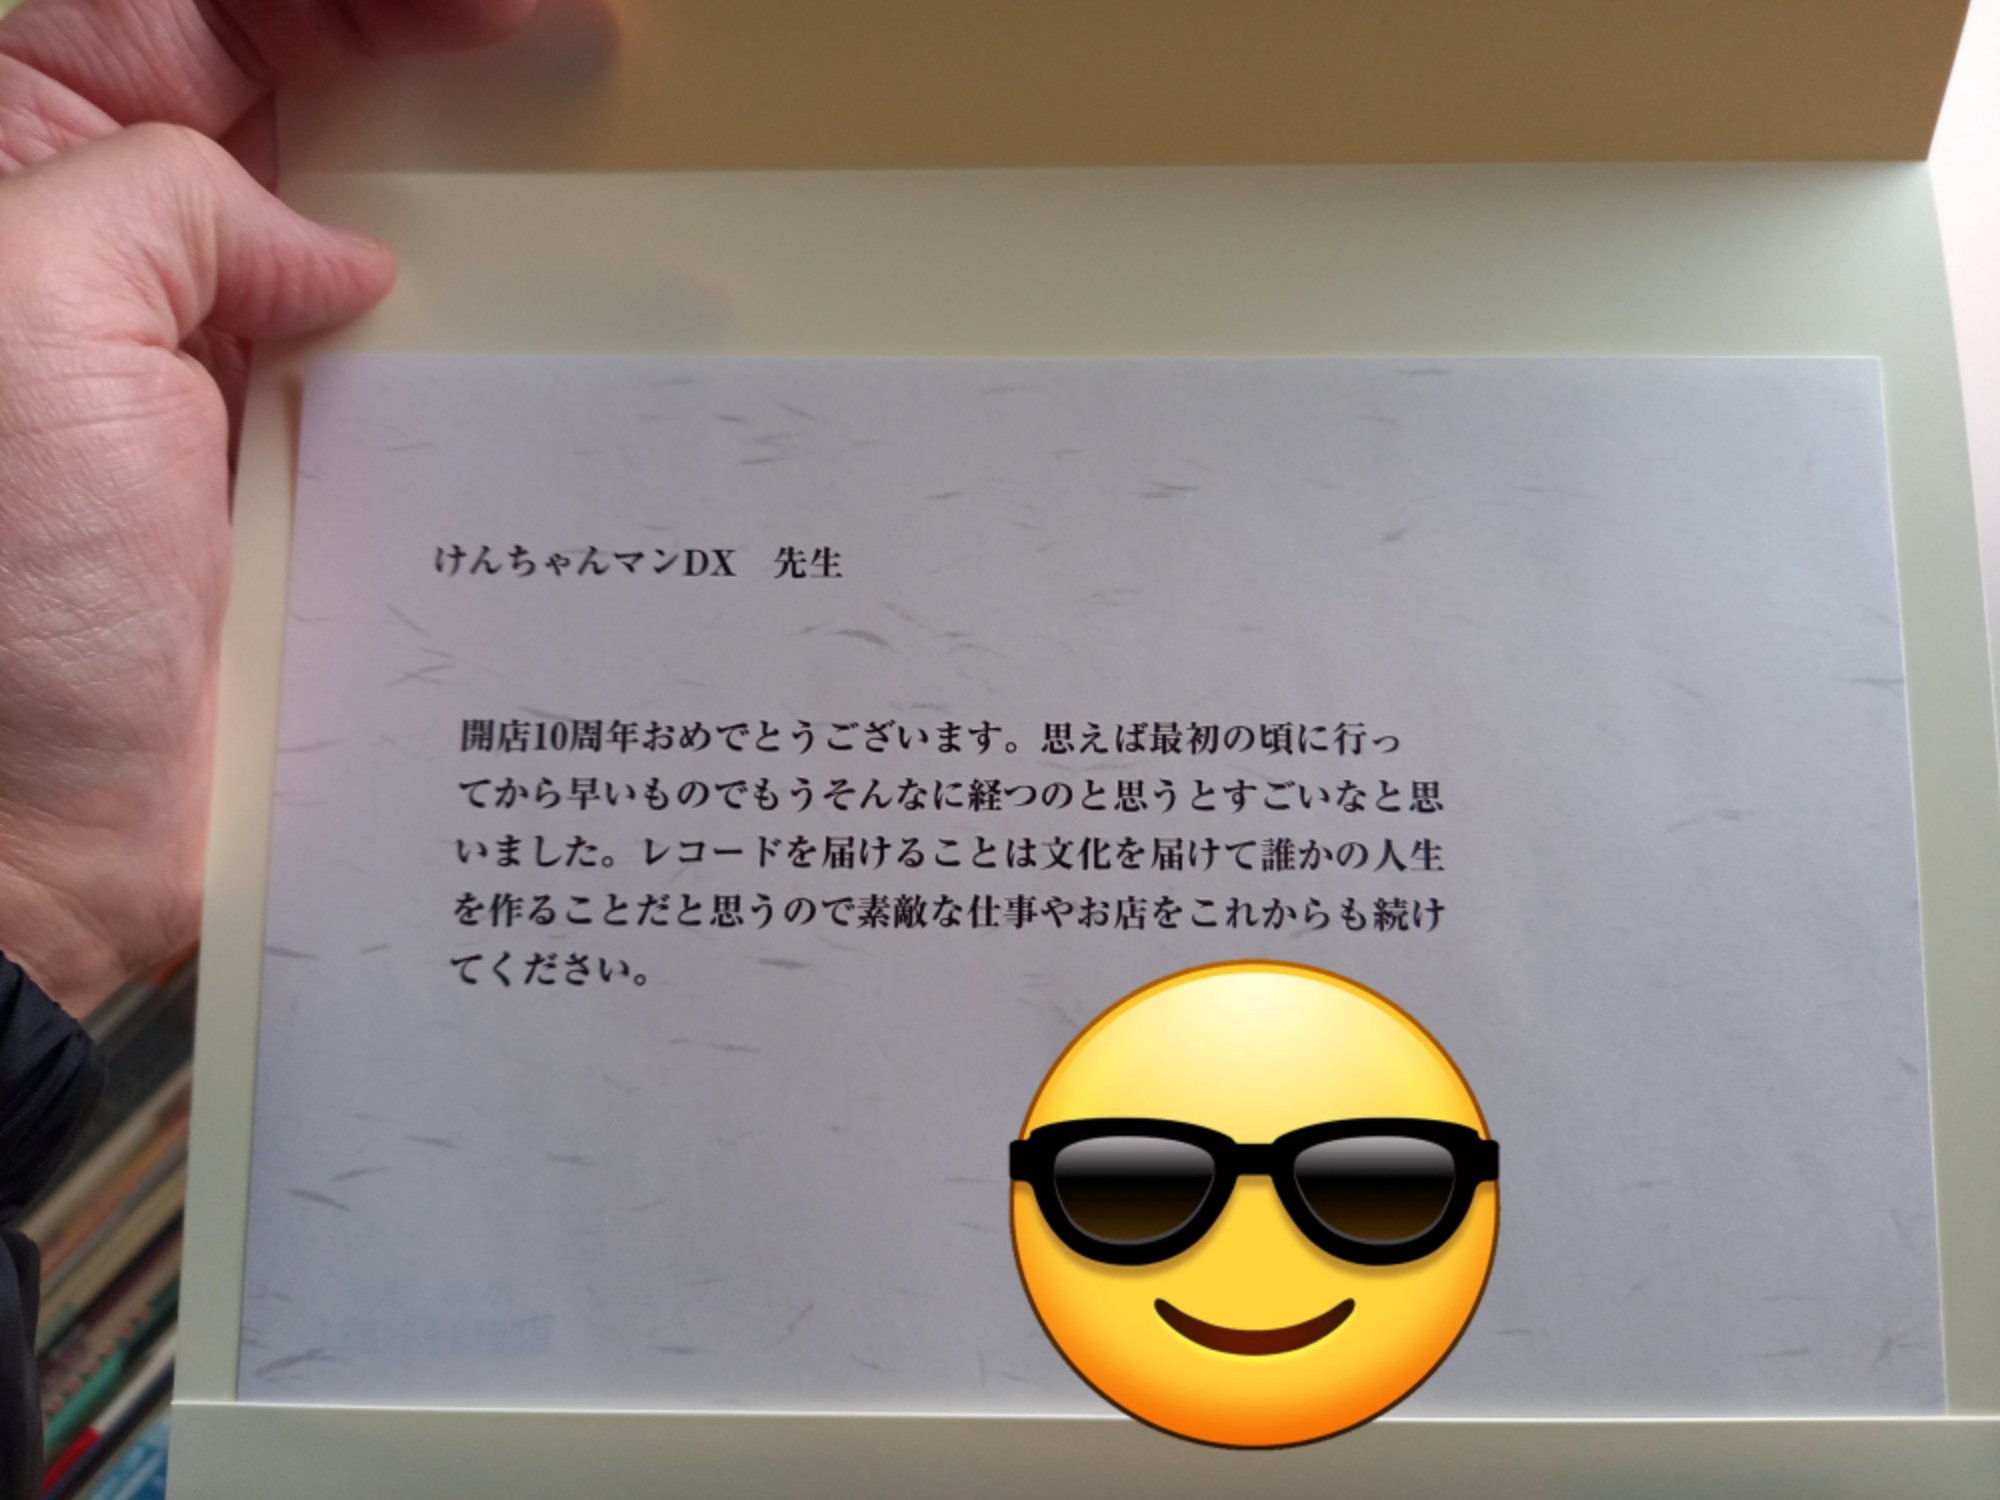 けんちゃんマンDX　先生
開店10周年おめでとうございます。思えば最初の頃に行っ
てから早いものでもうそんなに経つのと思うとすごいなと思
いました。レコードを届けることは文化を届けて誰かの人生
を作ることだと思うので素敵な仕事やお店をこれからも続け
てください。